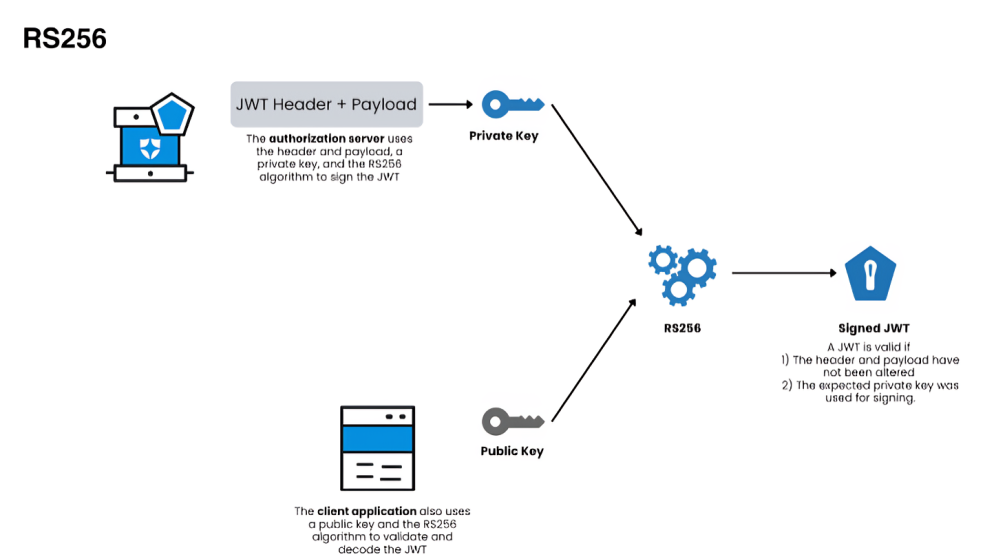 RS256
JWT Header + Payload
The authorization server uses
the header and payload, a
private key, and the RS256
algorithm to sign the JWT
Private Key
RS256
Signed JWT
A JWT is valid if
1) The header and payload have
not been altered
2) The expected private key was
used for signing.
Public Key
The client application also uses
a public key and the RS256
algorithm to validate and
decode the JWT